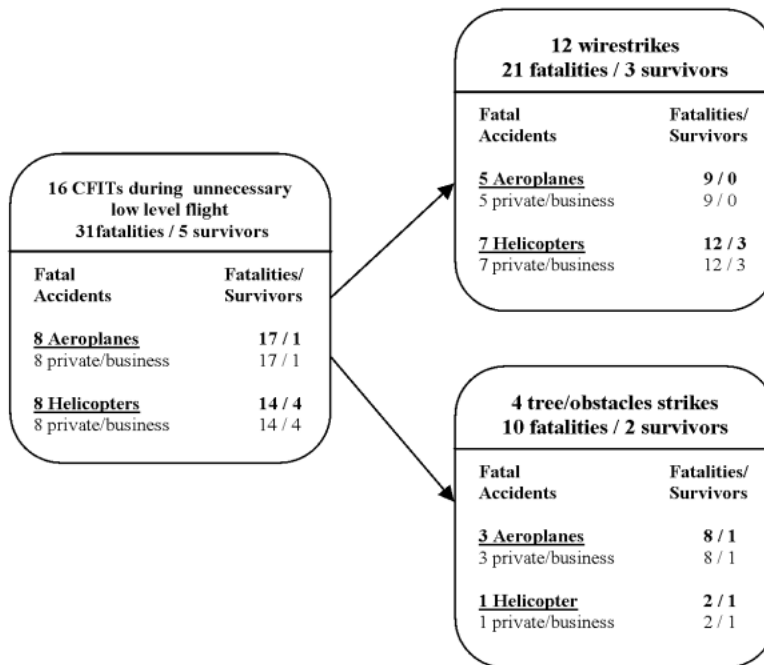 16 CFITs during unnecessary
low level flight
31fatalities / 5 survivors
Fatal Fatalities/
Accidents Survivors
8 Aeroplanes 17 / 1
8 private/business 17 / 1
8 Helicopters 14 / 4
8 private/business 14 / 4
12 wirestrikes
21 fatalities / 3 survivors
Fatal Fatalities/
Accidents Survivors
5 Aeroplanes 9 / 0
5 private/business 9 / 0
7 Helicopters 12 / 3
7 private/business 12 / 3
4 tree/obstacles strikes
10 fatalities / 2 survivors
Fatal Fatalities/
Accidents Survivors
3 Aeroplanes 8 / 1
3 private/business 8 / 1
1 Helicopter 2 / 1
1 private/business 2 / 1